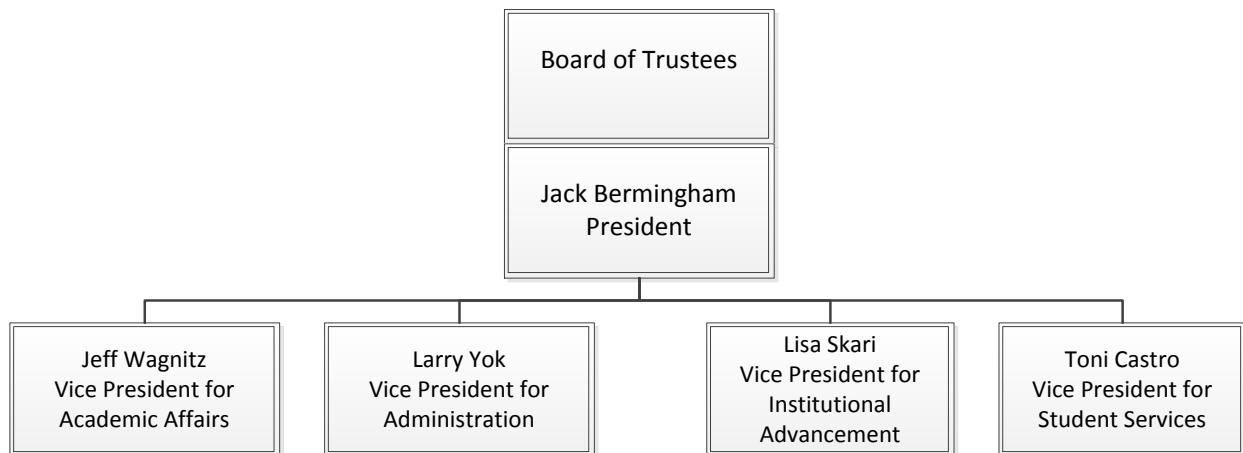 Board of Trustees
Jack Bermingham
President
Jeff Wagnitz
Vice President for
Academic Affairs
Larry Yok
Vice President for
Administration
Lisa Skari
Vice President for
Institutional
Advancement
Toni Castro
Vice President for
Student Services